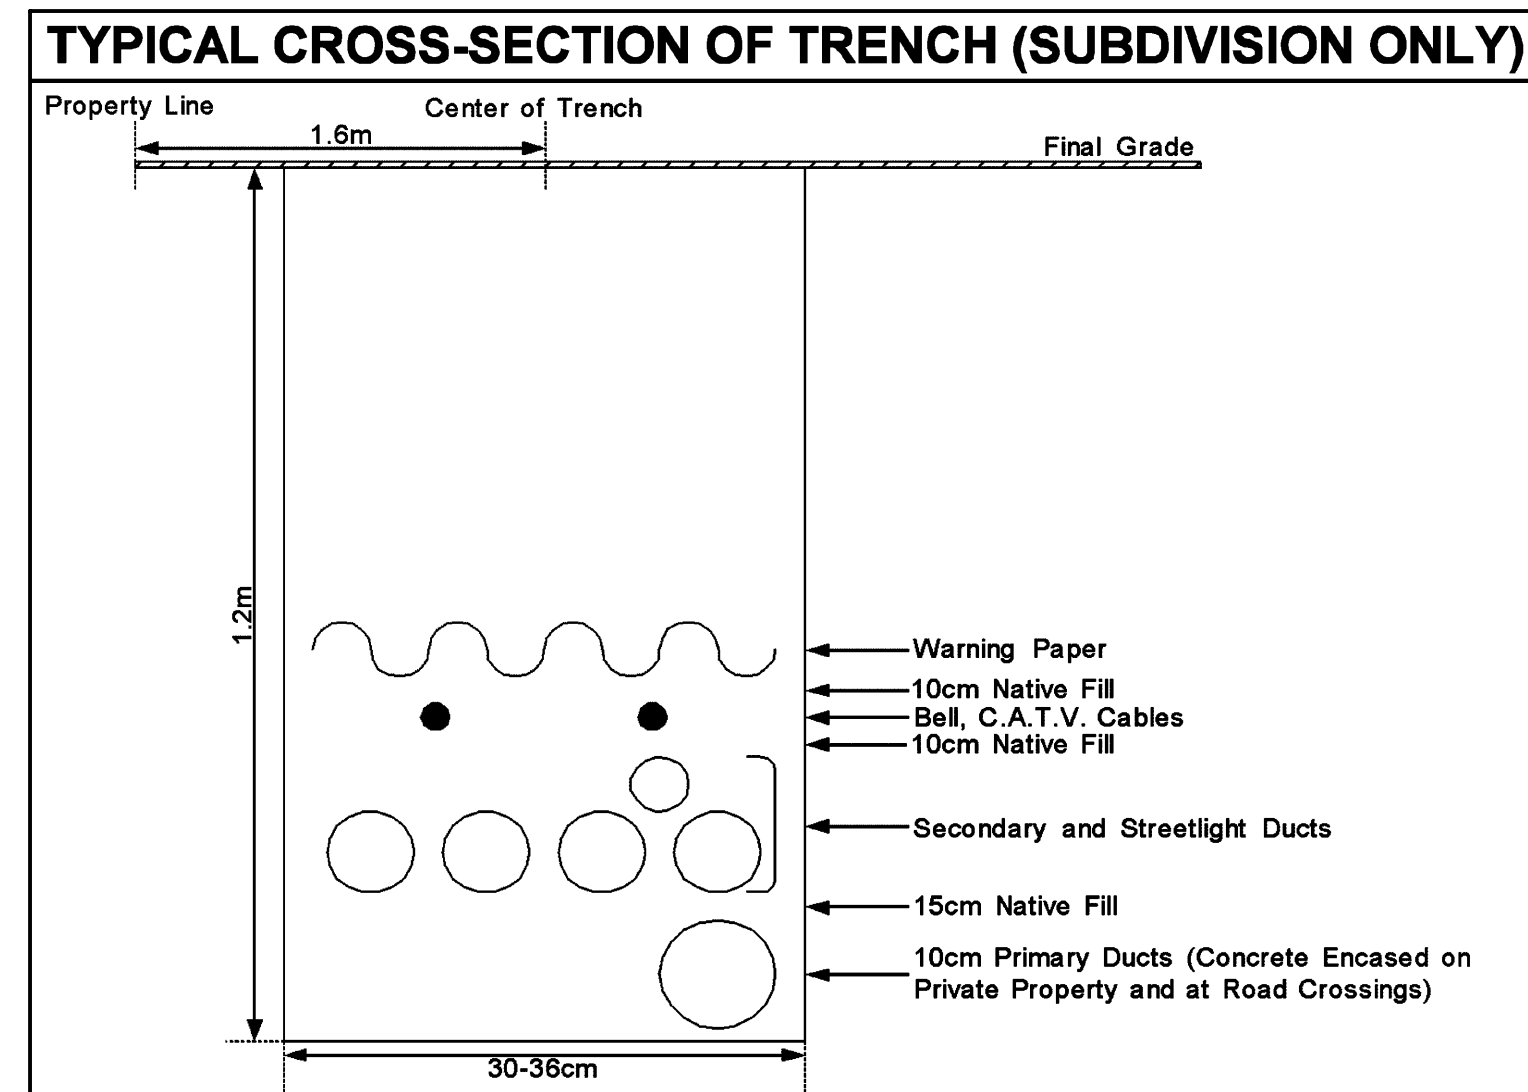 TYPICAL CROSS-SECTION OF TRENCH (SUBDIVISION ONLY)
Property Line
Center of Trench
1.6m
Final Grade
1.2m
Warning Paper
10cm Native Fill
Bell, C.A.T.V. Cables
10cm Native Fill
Secondary and Streetlight Ducts
15cm Native Fill
10cm Primary Ducts (Concrete Encased on
Private Property and at Road Crossings)
30-36cm